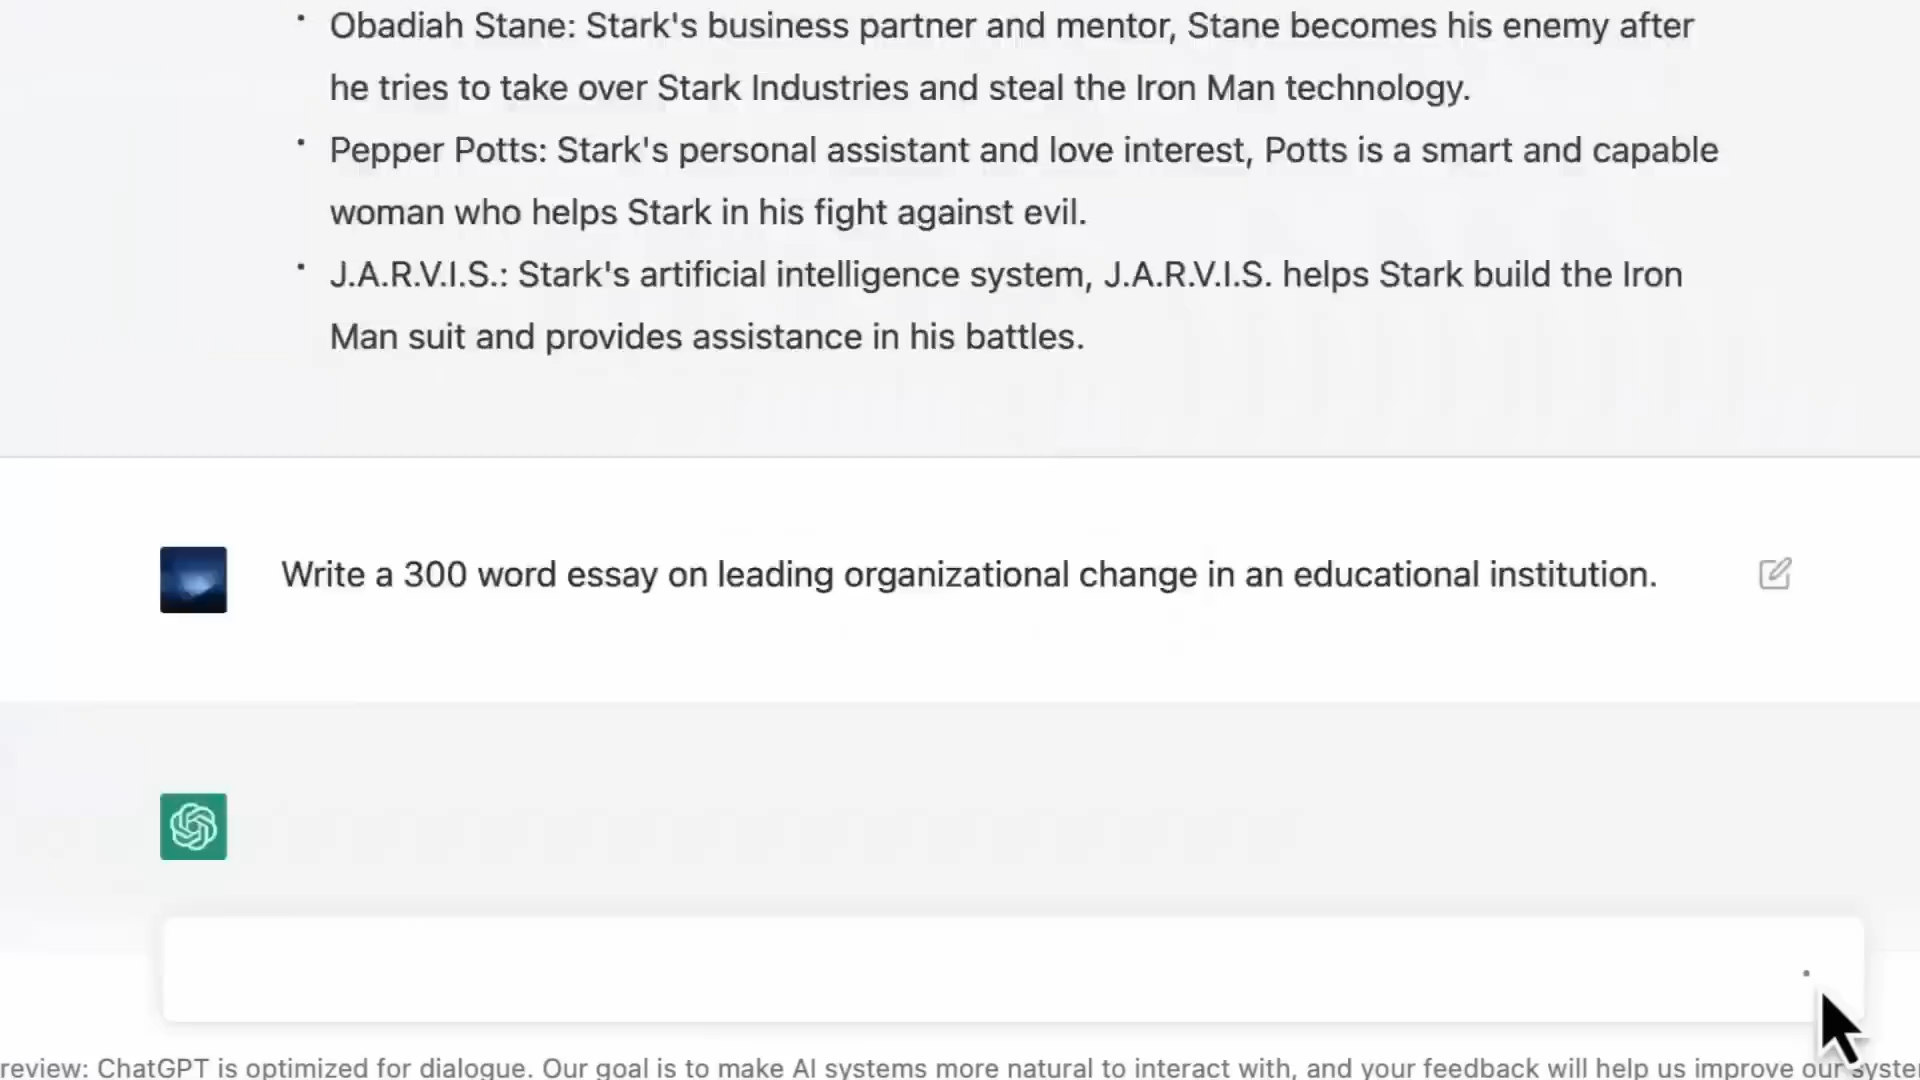 Obadiah Stane: Stark's business partner and mentor, Stane becomes his enemy after
he tries to take over Stark Industries and steal the Iron Man technology.
Pepper Potts: Stark's personal assistant and love interest, Potts is a smart and capable
woman who helps Stark in his fight against evil.
J.A.R.V.I.S.: Stark's artificial intelligence system, J.A.R.V.I.S. helps Stark build the Iron
Man suit and provides assistance in his battles.
Write a 300 word essay on leading organizational change in an educational institution.
review: ChatGPT is optimized for dialogue. Our goal is to make AI systems more natural to interact with, and your feedback will help us improve our syste